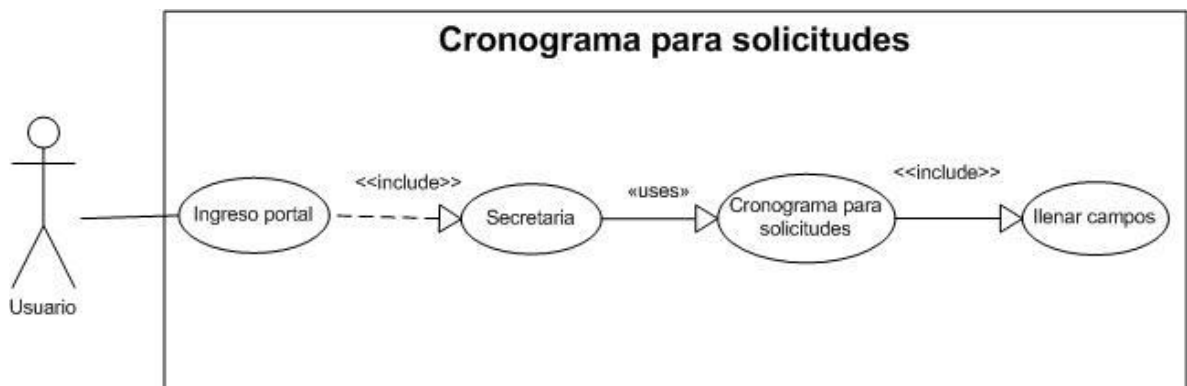 Cronograma para solicitudes
<<include>>
<<include>>
«uses»
Ingreso portal
Secretaria
Cronograma para
solicitudes
llenar campos
Usuario